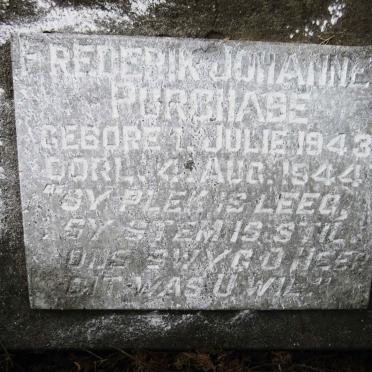 FREDERIK JOHANNE
PURCHASE
GEBORE 1. JULIE 1943
OORL. 4. AUG. 1944
"SY PLEK IS LEEG,
SY STEM IS STIL
ONS SWYG O HEER
DIT WAS U WIL"